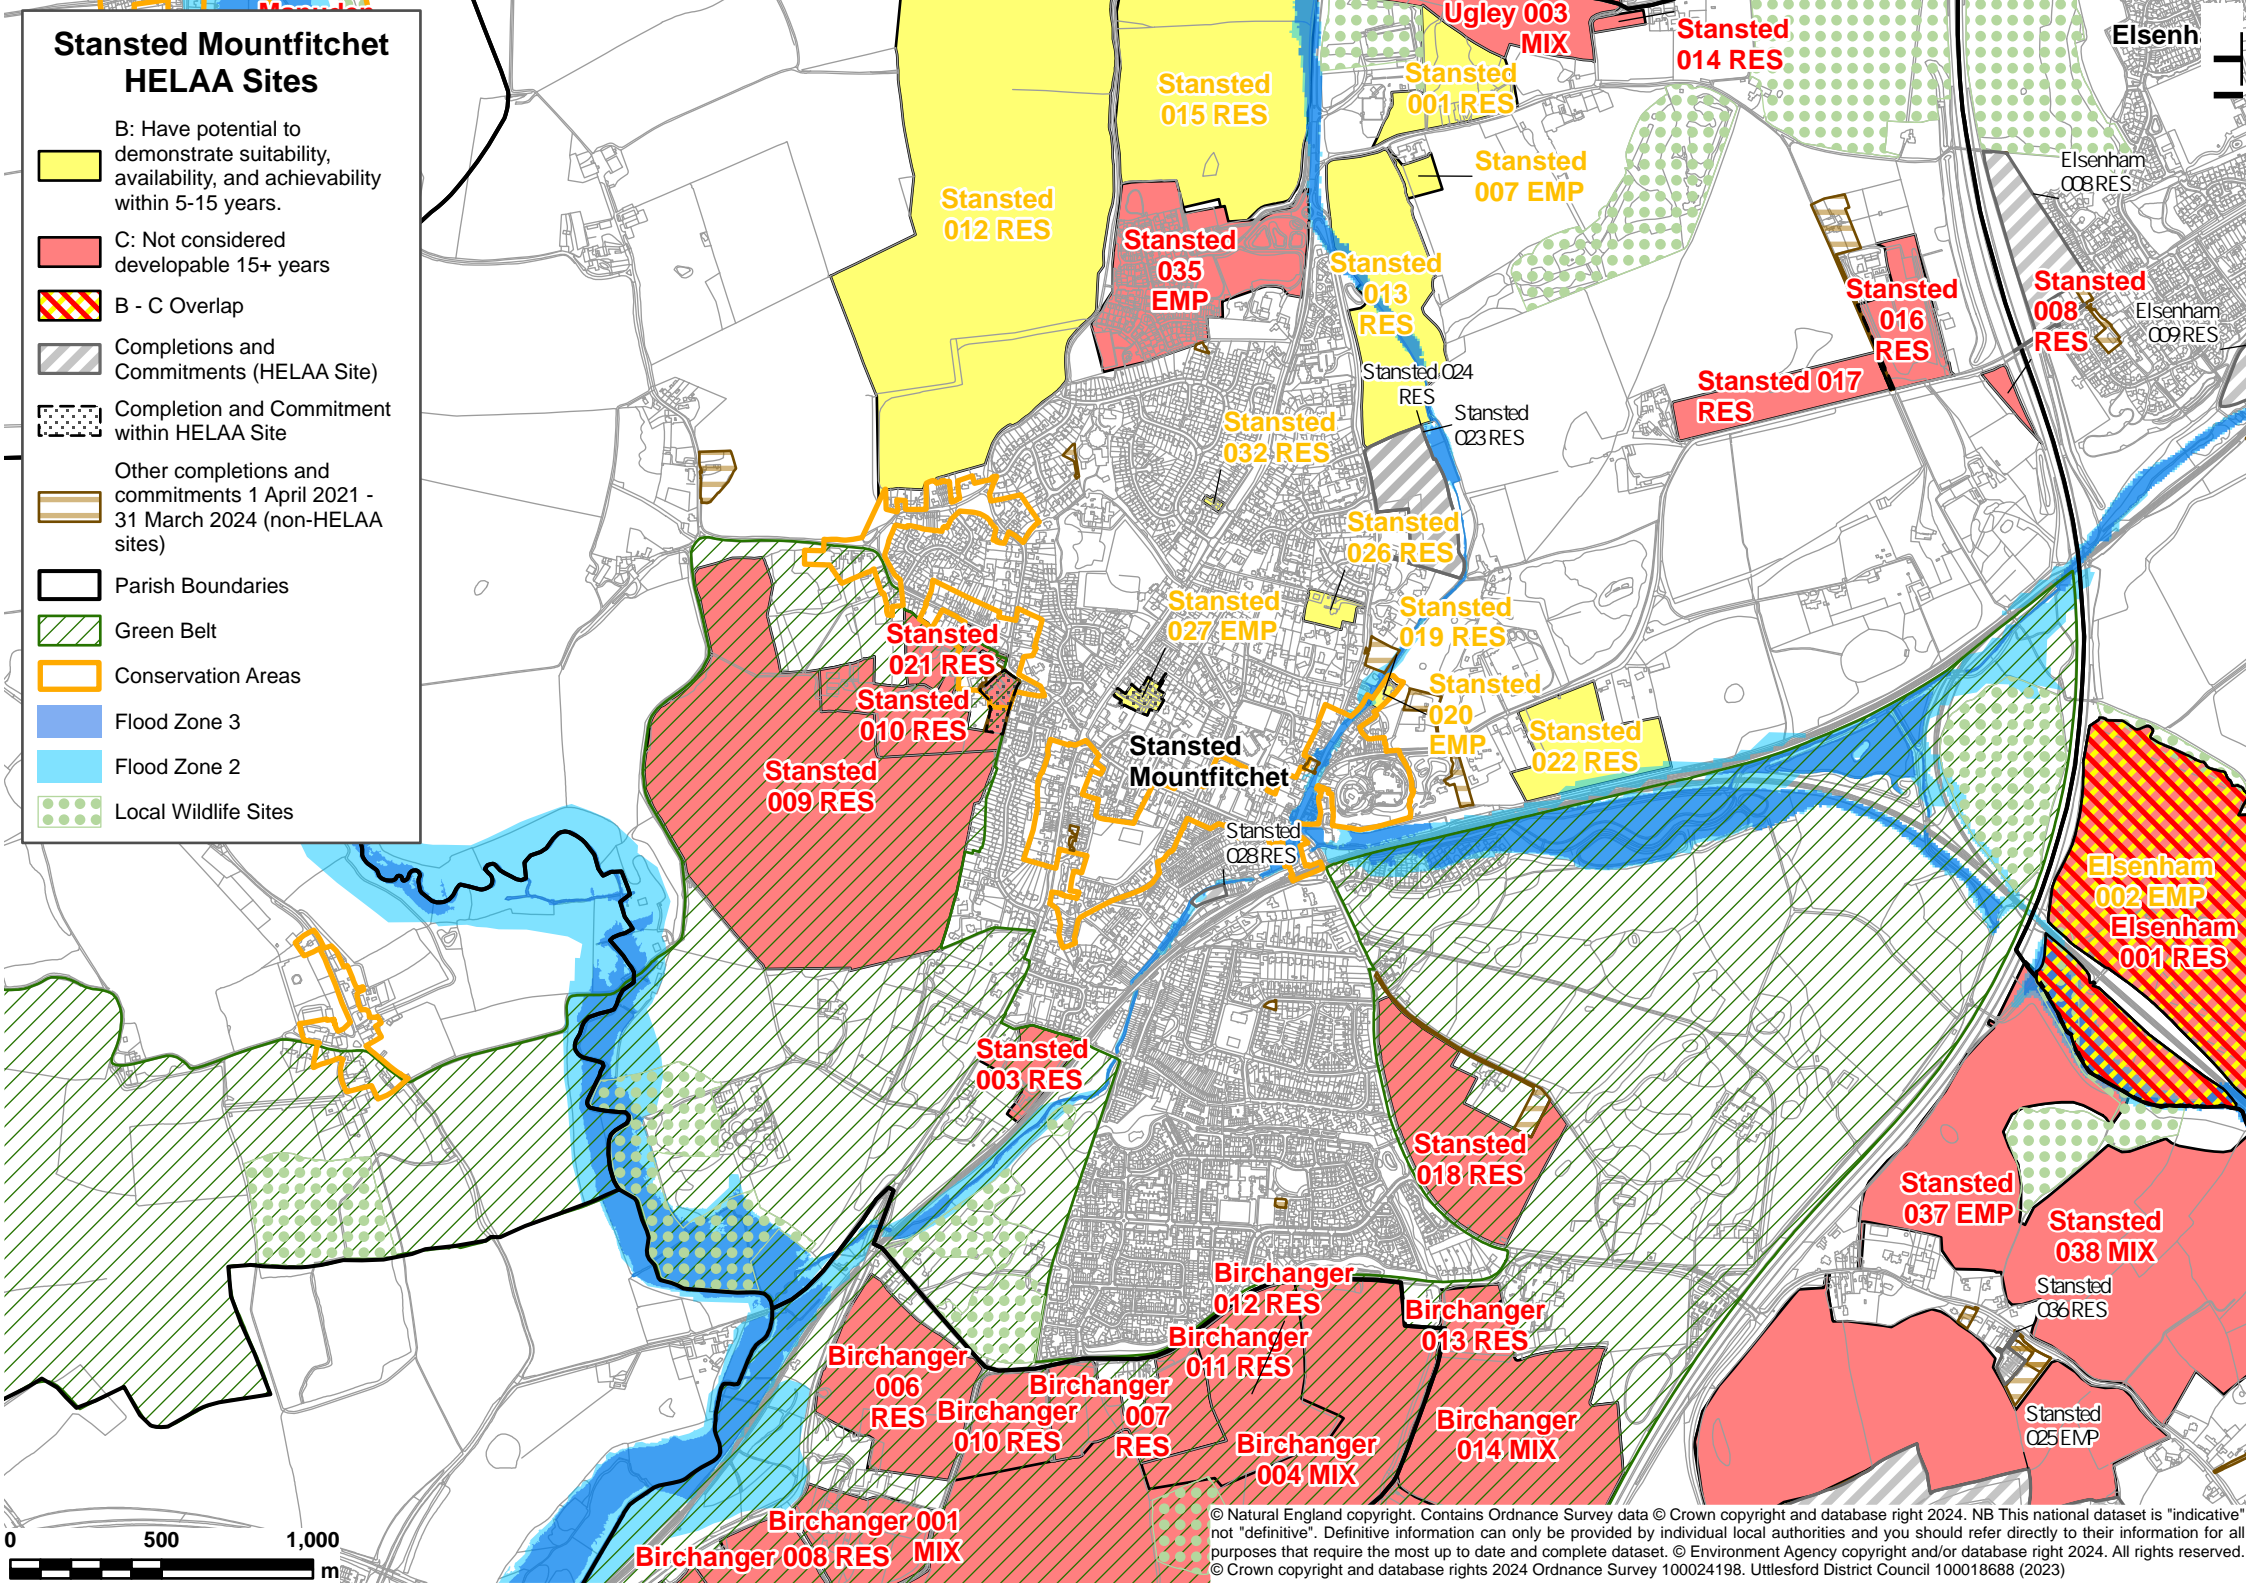 Stansted Mountfitchet
HELAA Sites
B: Have potential to
demonstrate suitability,
availability, and achievability
within 5-15 years.
C: Not considered
developable 15+ years
B - C Overlap
Completions and
Commitments (HELAA Site)
Completion and Commitment
within HELAA Site
Other completions and
commitments 1 April 2021 -
31 March 2024 (non-HELAA
sites)
Parish Boundaries
Green Belt
Conservation Areas
Flood Zone 3
Flood Zone 2
Local Wildlife Sites
Ugley 003
MIX
Stansted
014 RES
Stansted
015 RES
Stansted
001 RES
Stansted
007 EMP
Stansted
012 RES
Stansted
035
EMP
Stansted
013
RES
Elsenham
008 RES
Stansted
016
RES
Stansted
008
RES
Elsenham
009 RES
Stansted 017
RES
Stansted 024
RES
Stansted
023 RES
Stansted
032 RES
Stansted
026 RES
Stansted
027 EMP
Stansted
019 RES
Stansted
021 RES
Stansted
010 RES
Stansted
020
EMP
Stansted
022 RES
Stansted
Mountfitchet
Stansted
009 RES
Stansted
028 RES
Elsenham
002 EMP
Elsenham
001 RES
Stansted
003 RES
Stansted
018 RES
Stansted
037 EMP
Stansted
038 MIX
Stansted
036 RES
Stansted
025 EMP
Birchanger
012 RES
Birchanger
013 RES
Birchanger
011 RES
Birchanger
006
RES
Birchanger
010 RES
Birchanger
007
RES
Birchanger
004 MIX
Birchanger
014 MIX
Birchanger 001
MIX
Birchanger 008 RES
0 500 1,000
m
© Natural England copyright. Contains Ordnance Survey data © Crown copyright and database right 2024. NB This national dataset is "indicative"
not "definitive". Definitive information can only be provided by individual local authorities and you should refer directly to their information for all
purposes that require the most up to date and complete dataset. © Environment Agency copyright and/or database right 2024. All rights reserved.
© Crown copyright and database rights 2024 Ordnance Survey 100024198. Uttlesford District Council 100018688 (2023)